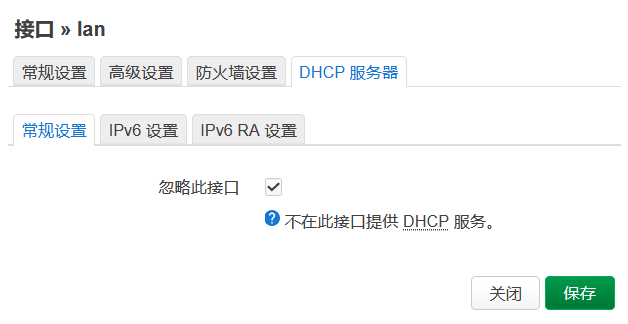 接口 » lan
常规设置 高级设置 防火墙设置 DHCP 服务器
常规设置 IPv6 设置 IPv6 RA 设置
忽略此接口
? 不在此接口提供 DHCP 服务。
关闭 保存